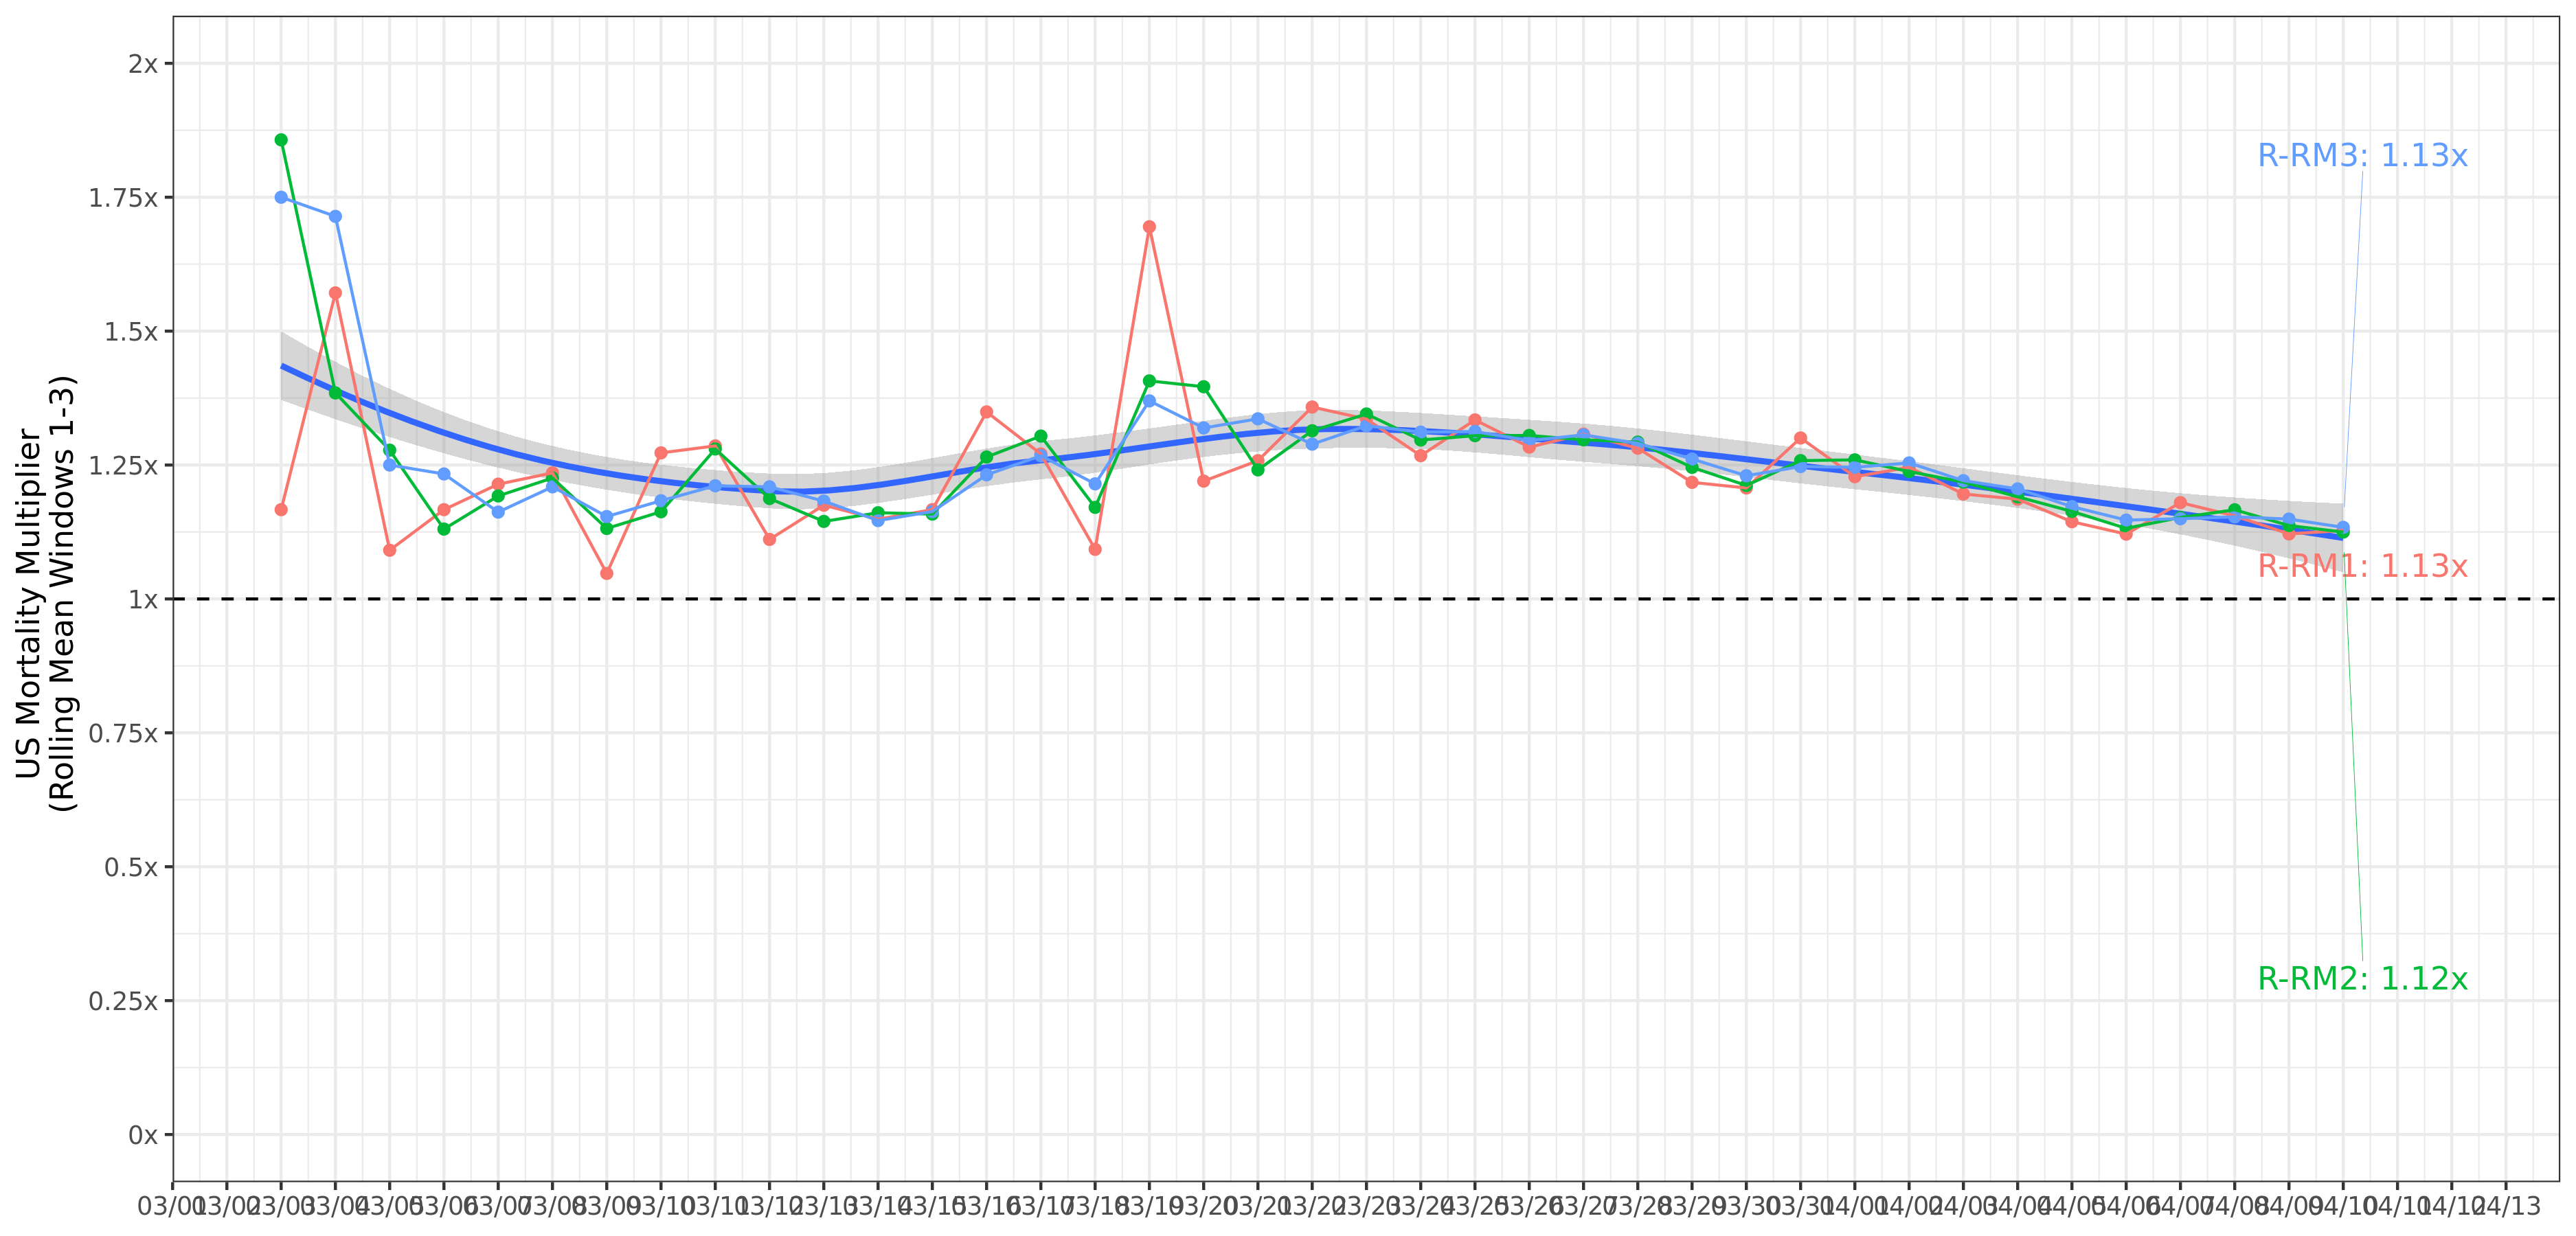 US Mortality Multiplier
(Rolling Mean Windows 1-3)
2x
1.75x
1.5x
1.25x
1x
0.75x
0.5x
0.25x
0x
R-RM3: 1.13x
R-RM1: 1.13x
R-RM2: 1.12x
03/01 03/02 03/03 03/04 03/05 03/06 03/07 03/08 03/09 03/10 03/11 03/12 03/13 03/14 03/15 03/16 03/17 03/18 03/19 03/20 03/21 03/22 03/23 03/24 03/25 03/26 03/27 03/28 03/29 03/30 03/31 04/01 04/02 04/03 04/04 04/05 04/06 04/07 04/08 04/09 04/10 04/11 04/12 04/13